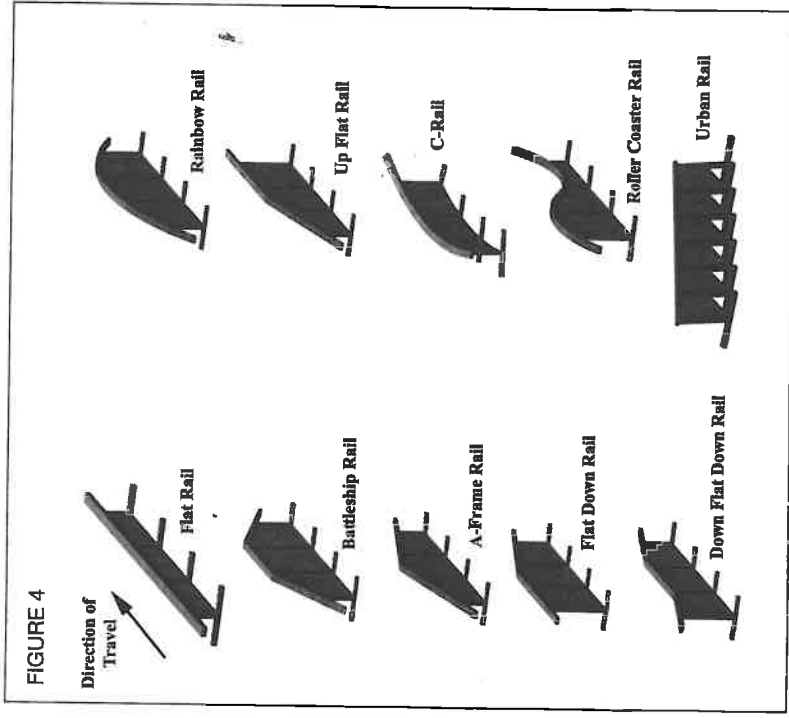 FIGURE 4
Direction of
Travel
Flat Rail
Rainbow Rail
Battleship Rail
Up Flat Rail
A-Frame Rail
C-Rail
Flat Down Rail
Roller Coaster Rail
Down Flat Down Rail
Urban Rail